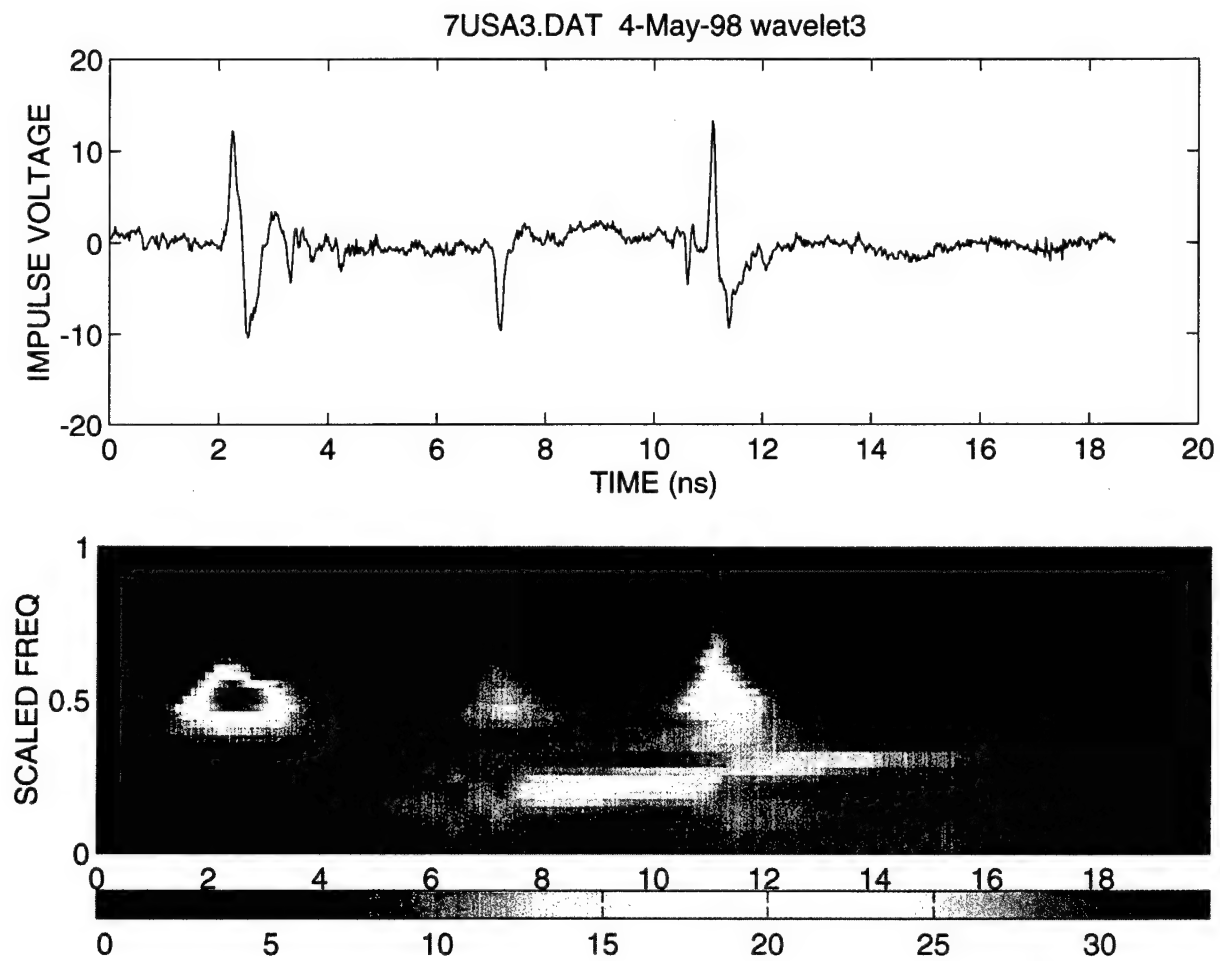 7USA3.DAT 4-May-98 wavelet3
20
10
0
-10
-20
IMPULSE VOLTAGE
0 2 4 6 8 10 12 14 16 18 20
TIME (ns)
1
0.5
0
SCALED FREQ
0 2 4 6 8 10 12 14 16 18
0 5 10 15 20 25 30